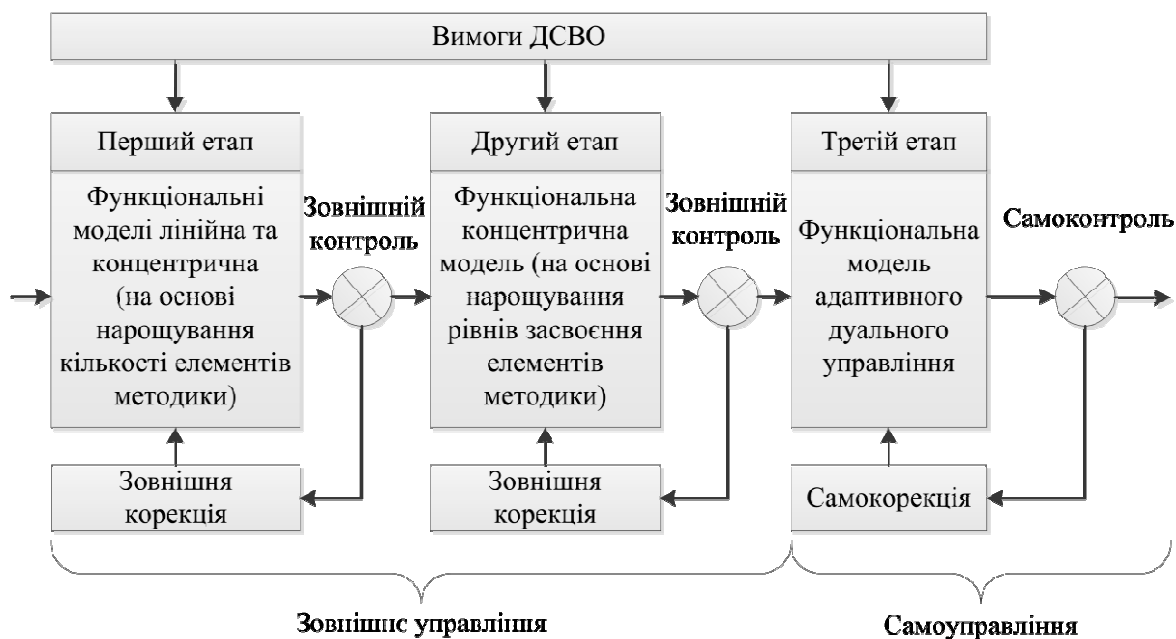 Вимоги ДСВО
Перший етап
Функціональні
моделі лінійна та
концентрична
(на основі
нарощування
кількості елементів
методики)
Зовнішній
контроль
Зовнішня
корекція
Другий етап
Функціональна
концентрична
модель (на основі
нарощування
рівнів засвоєння
елементів
методики)
Зовнішній
контроль
Зовнішня
корекція
Третій етап
Функціональна
модель
адаптивного
дуального
управління
Самоконтроль
Самокорекція
Зовнішнє управління
Самоуправління